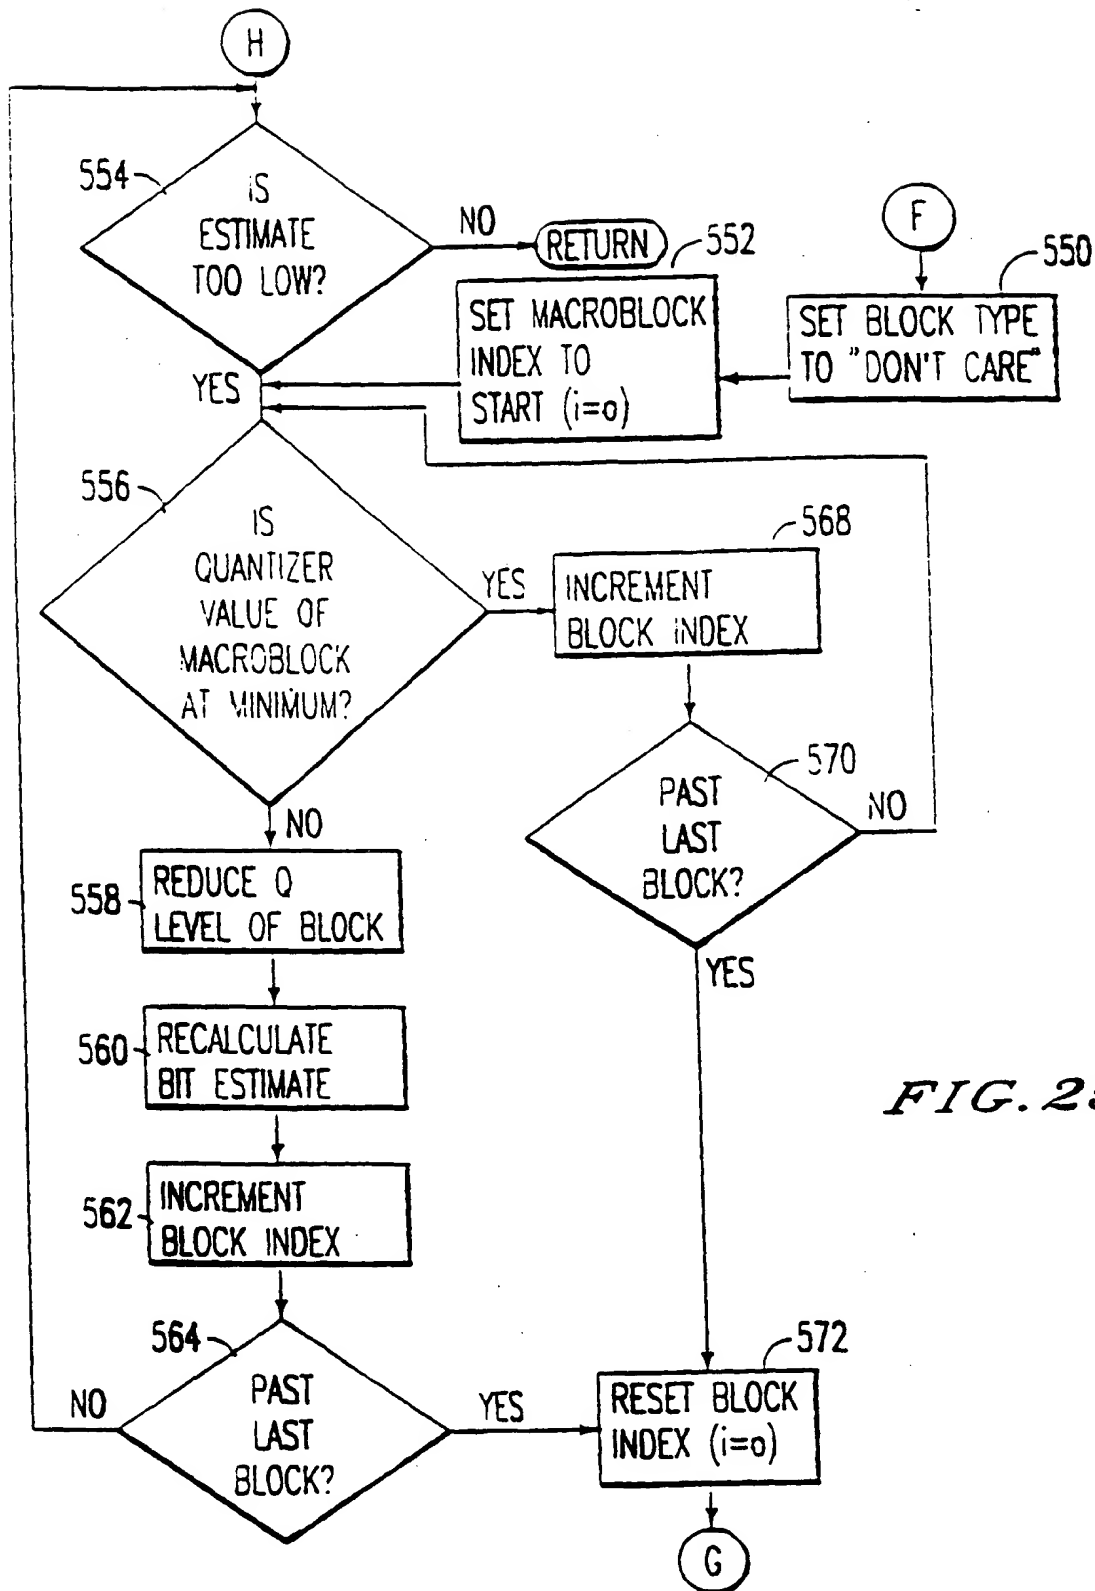 H
554
IS
ESTIMATE
TOO LOW?
NO
RETURN
YES
F
550
SET BLOCK TYPE
TO "DON'T CARE"
552
SET MACROBLOCK
INDEX TO
START (i=o)
556
IS
QUANTIZER
VALUE OF
MACROBLOCK
AT MINIMUM?
YES
NO
568
INCREMENT
BLOCK INDEX
570
PAST
LAST
BLOCK?
NO
YES
558
REDUCE Q
LEVEL OF BLOCK
560
RECALCULATE
BIT ESTIMATE
562
INCREMENT
BLOCK INDEX
564
PAST
LAST
BLOCK?
NO
YES
572
RESET BLOCK
INDEX (i=o)
G
FIG. 2